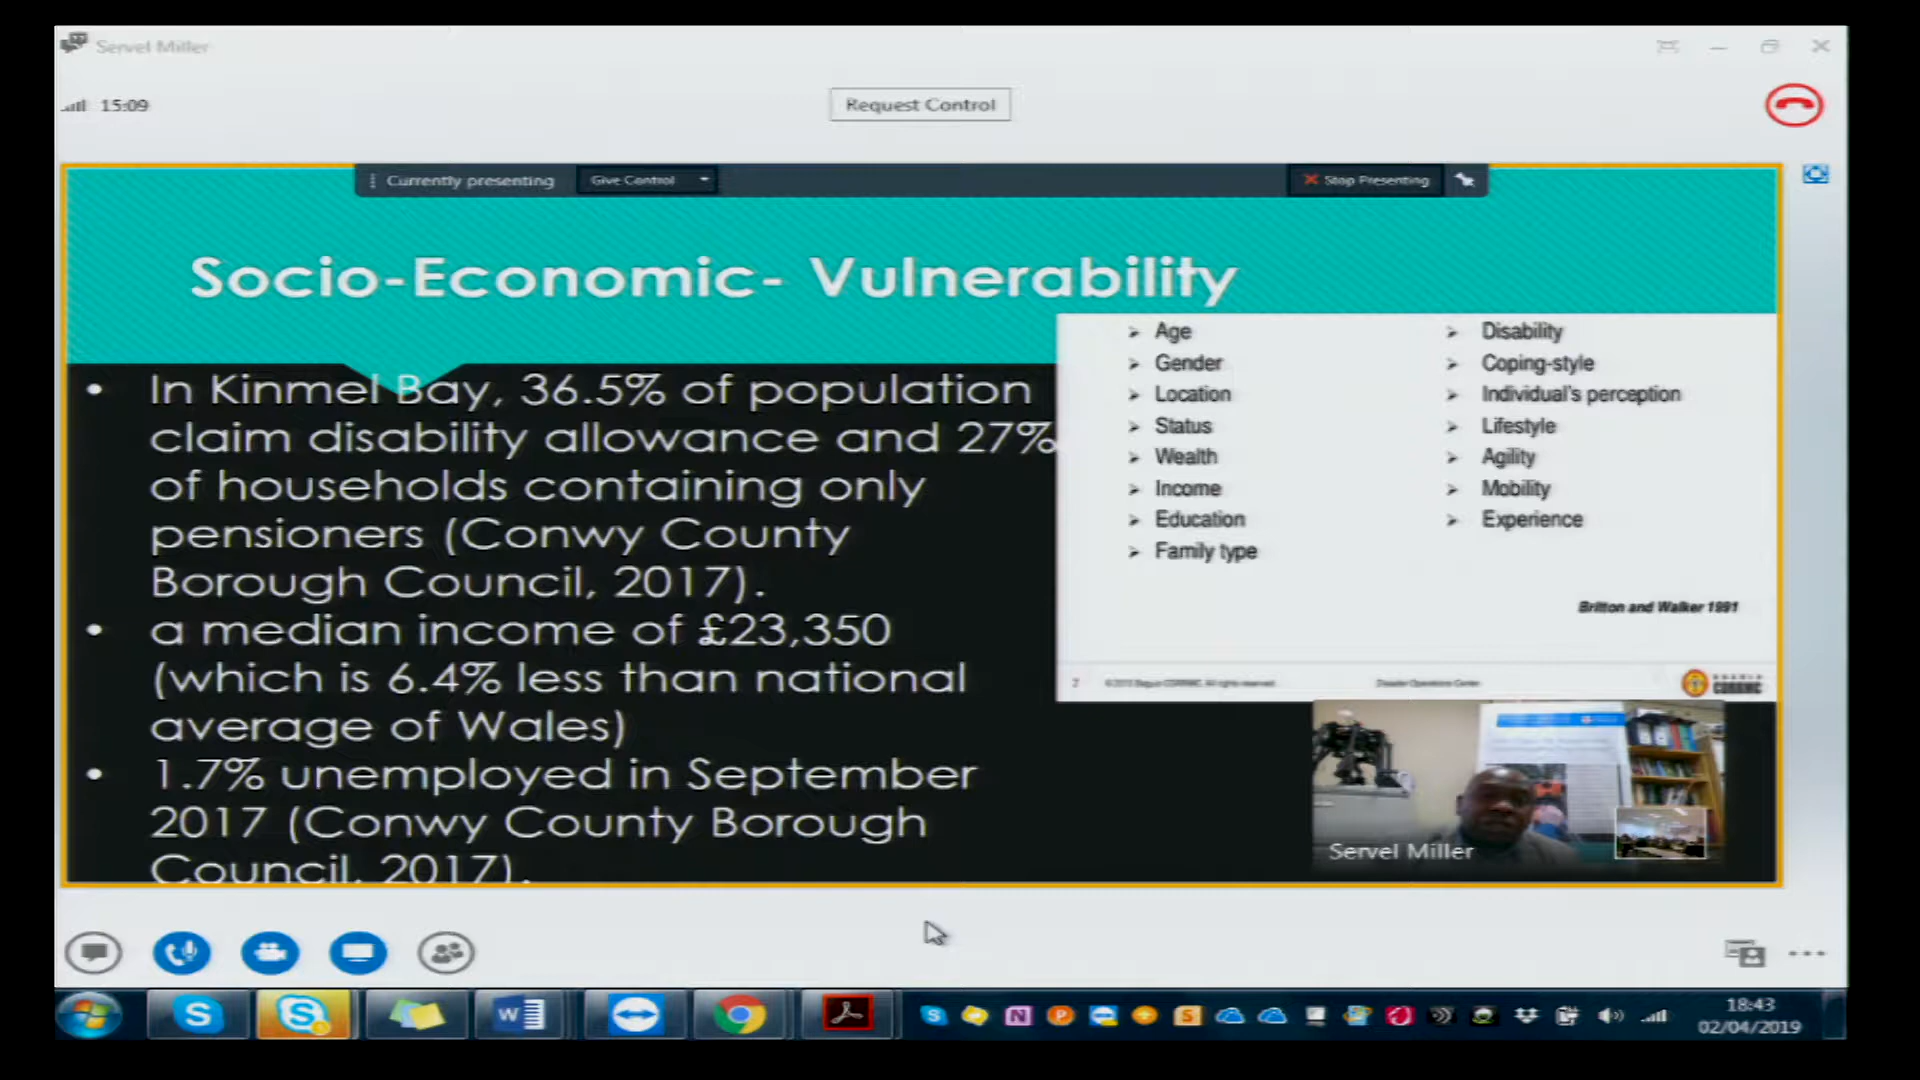 Servel Miller
15:09
Request Control
Currently presenting
Give Control
Stop Presenting
Socio-Economic- Vulnerability
• In Kinmel Bay, 36.5% of population
claim disability allowance and 27%
of households containing only
pensioners (Conwy County
Borough Council, 2017).
• a median income of £23,350
(which is 6.4% less than national
average of Wales)
• 1.7% unemployed in September
2017 (Conwy County Borough
Council, 2017).
➢ Age
➢ Gender
➢ Location
➢ Status
➢ Wealth
➢ Income
➢ Education
➢ Family type
➢ Disability
➢ Coping-style
➢ Individual's perception
➢ Lifestyle
➢ Agility
➢ Mobility
➢ Experience
Britton and Walker 1991
Servel Miller
18:43
02/04/2019